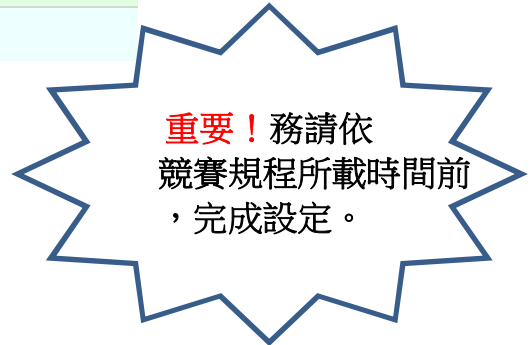 重要！務請依
競賽規程所載時間前
，完成設定。